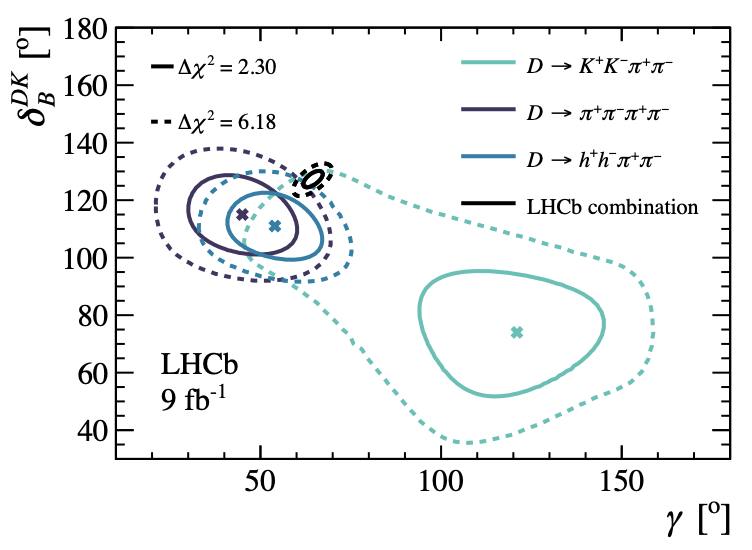 δ_B^{DK} [°]
180
160
140
120
100
80
60
40
Δχ² = 2.30
Δχ² = 6.18
D → K⁺K⁻π⁺π⁻
D → π⁺π⁻π⁺π⁻
D → h⁺h⁻π⁺π⁻
LHCb combination
LHCb
9 fb⁻¹
50
100
150
γ [°]